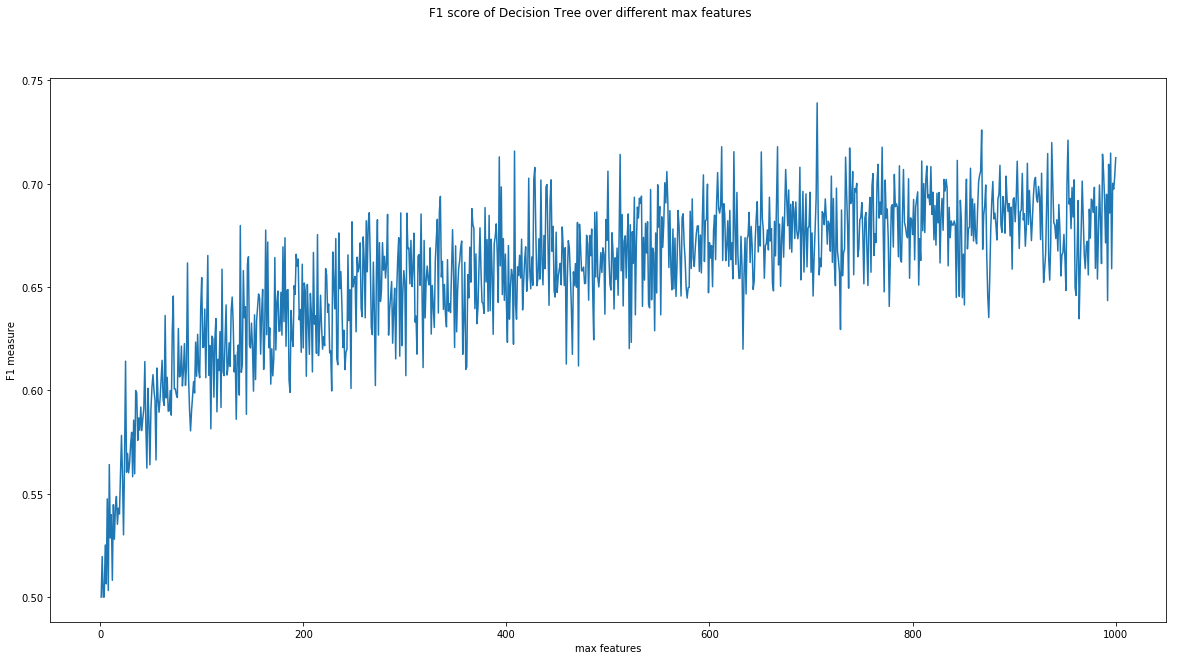 F1 score of Decision Tree over different max features
0.75
0.70
0.65
0.60
0.55
0.50
F1 measure
0 200 400 600 800 1000
max features